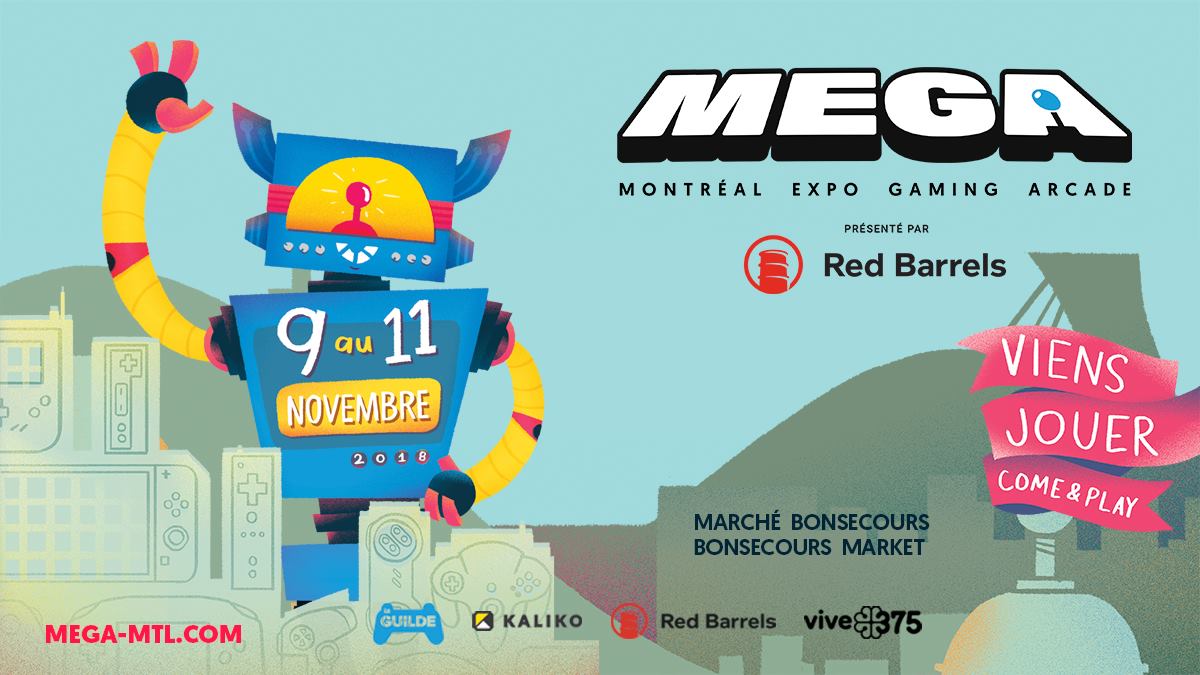 MEGA
MONTRÉAL EXPO GAMING ARCADE
PRÉSENTÉ PAR
Red Barrels
9 au 11
NOVEMBRE
2018
VIENS
JOUER
COME & PLAY
MARCHÉ BONSECOURS
BONSECOURS MARKET
LA GUILDE
KALIKO
Red Barrels
vive 375
MEGA-MTL.COM